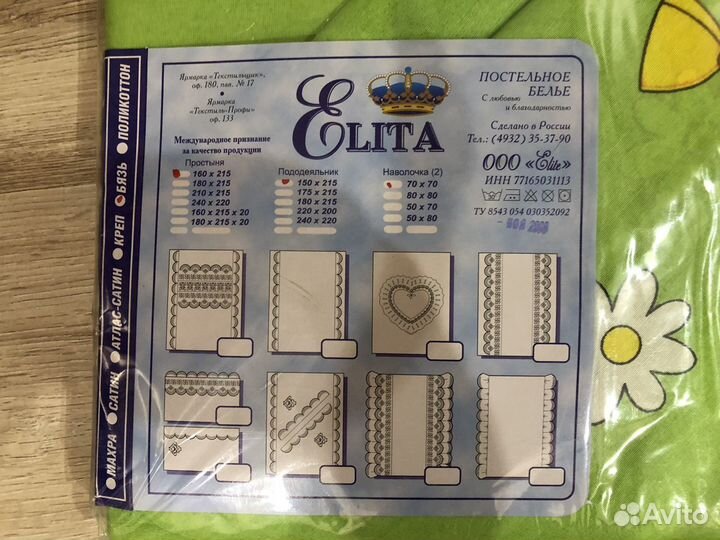 Ярмарка «Текстильщик»,
оф. 180, пав. № 17
Ярмарка
«Текстиль-Профи»
оф. 133
Международное признание
за качество продукции
ELITA
ПОСТЕЛЬНОЕ
БЕЛЬЕ
С любовью
и благодарностью
Сделано в России
Тел.: (4932) 35-37-90
ООО «Elite»
ИНН 77165031113
ТУ 8543 054 030352092
Простыня
160 x 215
180 x 215
210 x 215
240 x 220
160 x 215 x 20
180 x 215 x 20
Пододеяльник
150 x 215
175 x 215
180 x 215
220 x 200
240 x 220
Наволочка (2)
70 x 70
80 x 80
50 x 70
50 x 80
МАХРА САТИН АТЛАС-САТИН КРЕП БЯЗЬ ПОЛИКОТТОН
Avito